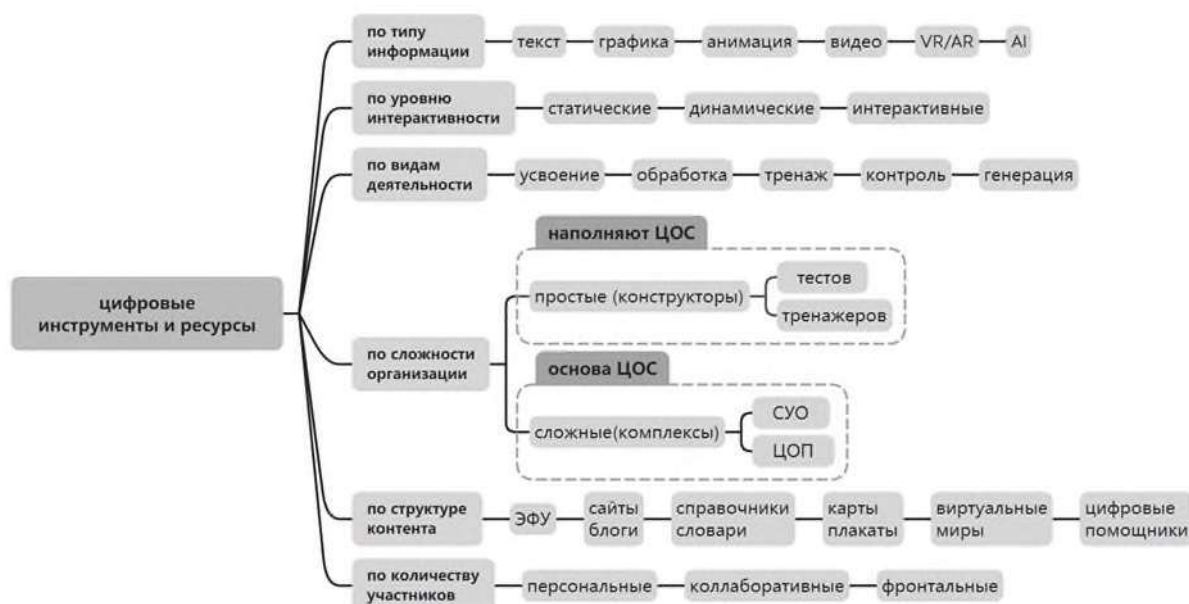 по типу
информации
текст графика анимация видео VR/AR AI
по уровню
интерактивности
статические динамические интерактивные
по видам
деятельности
усвоение обработка тренаж контроль генерация
цифровые
инструменты и ресурсы
по сложности
организации
наполняют ЦОС
простые (конструкторы)
тестов
тренажеров
основа ЦОС
сложные(комплексы)
СУО
ЦОП
по структуре
контента
ЭФУ
сайты
блоги
справочники
словари
карты
плакаты
виртуальные
миры
цифровые
помощники
по количеству
участников
персональные коллаборативные фронтальные